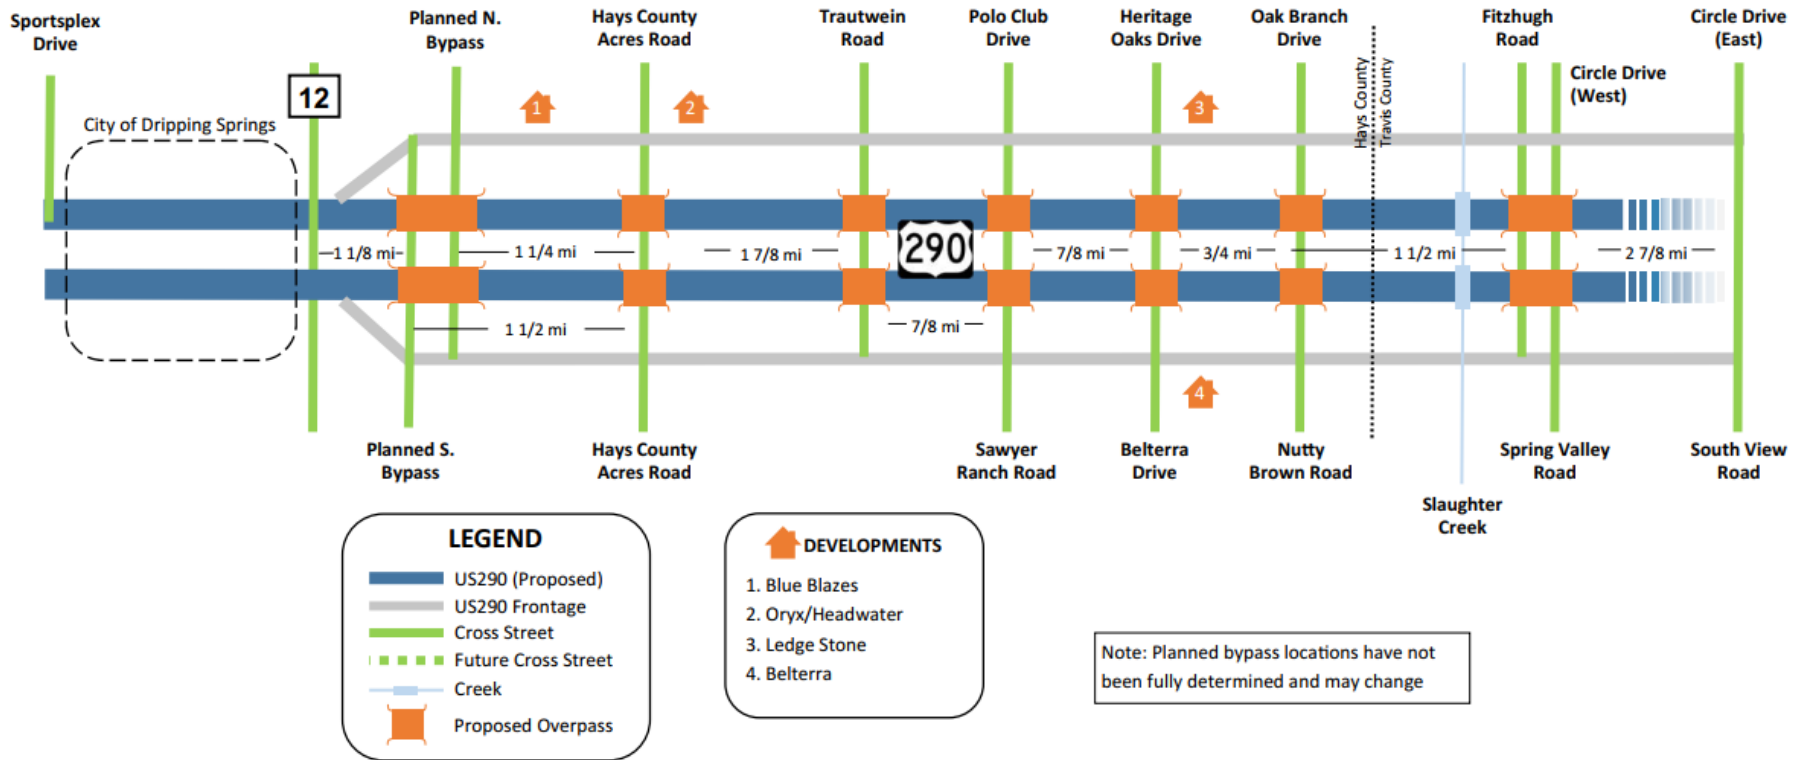 Sportsplex
Drive
Planned N.
Bypass
Hays County
Acres Road
Trautwein
Road
Polo Club
Drive
Heritage
Oaks Drive
Oak Branch
Drive
Fitzhugh
Road
Circle Drive
(East)
Circle Drive
(West)
12
1
2
3
Hays County
Travis County
City of Dripping Springs
290
1 1/8 mi
1 1/4 mi
1 7/8 mi
7/8 mi
3/4 mi
1 1/2 mi
2 7/8 mi
1 1/2 mi
7/8 mi
4
Planned S.
Bypass
Hays County
Acres Road
Sawyer
Ranch Road
Belterra
Drive
Nutty
Brown Road
Spring Valley
Road
South View
Road
Slaughter
Creek
LEGEND
US290 (Proposed)
US290 Frontage
Cross Street
Future Cross Street
Creek
Proposed Overpass
DEVELOPMENTS
1. Blue Blazes
2. Oryx/Headwater
3. Ledge Stone
4. Belterra
Note: Planned bypass locations have not
been fully determined and may change